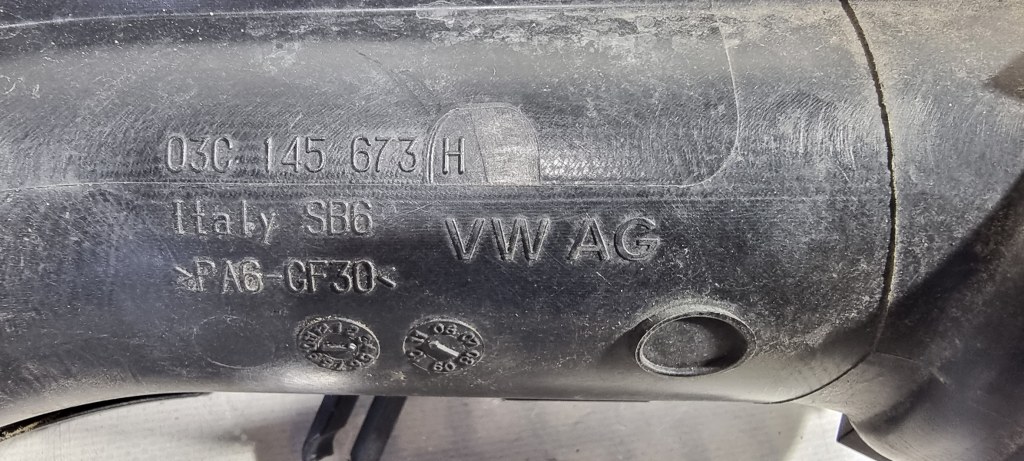 03C 145 673 H
Italy SB6
VW AG
>PA6-GF30<